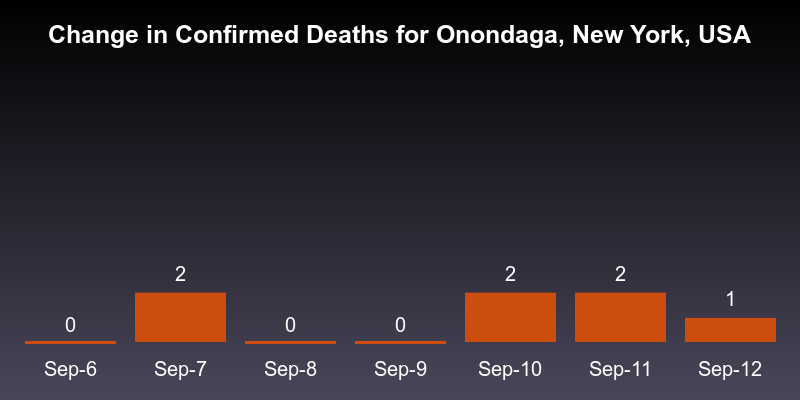 Change in Confirmed Deaths for Onondaga, New York, USA
0
2
0
0
2
2
1
Sep-6
Sep-7
Sep-8
Sep-9
Sep-10
Sep-11
Sep-12